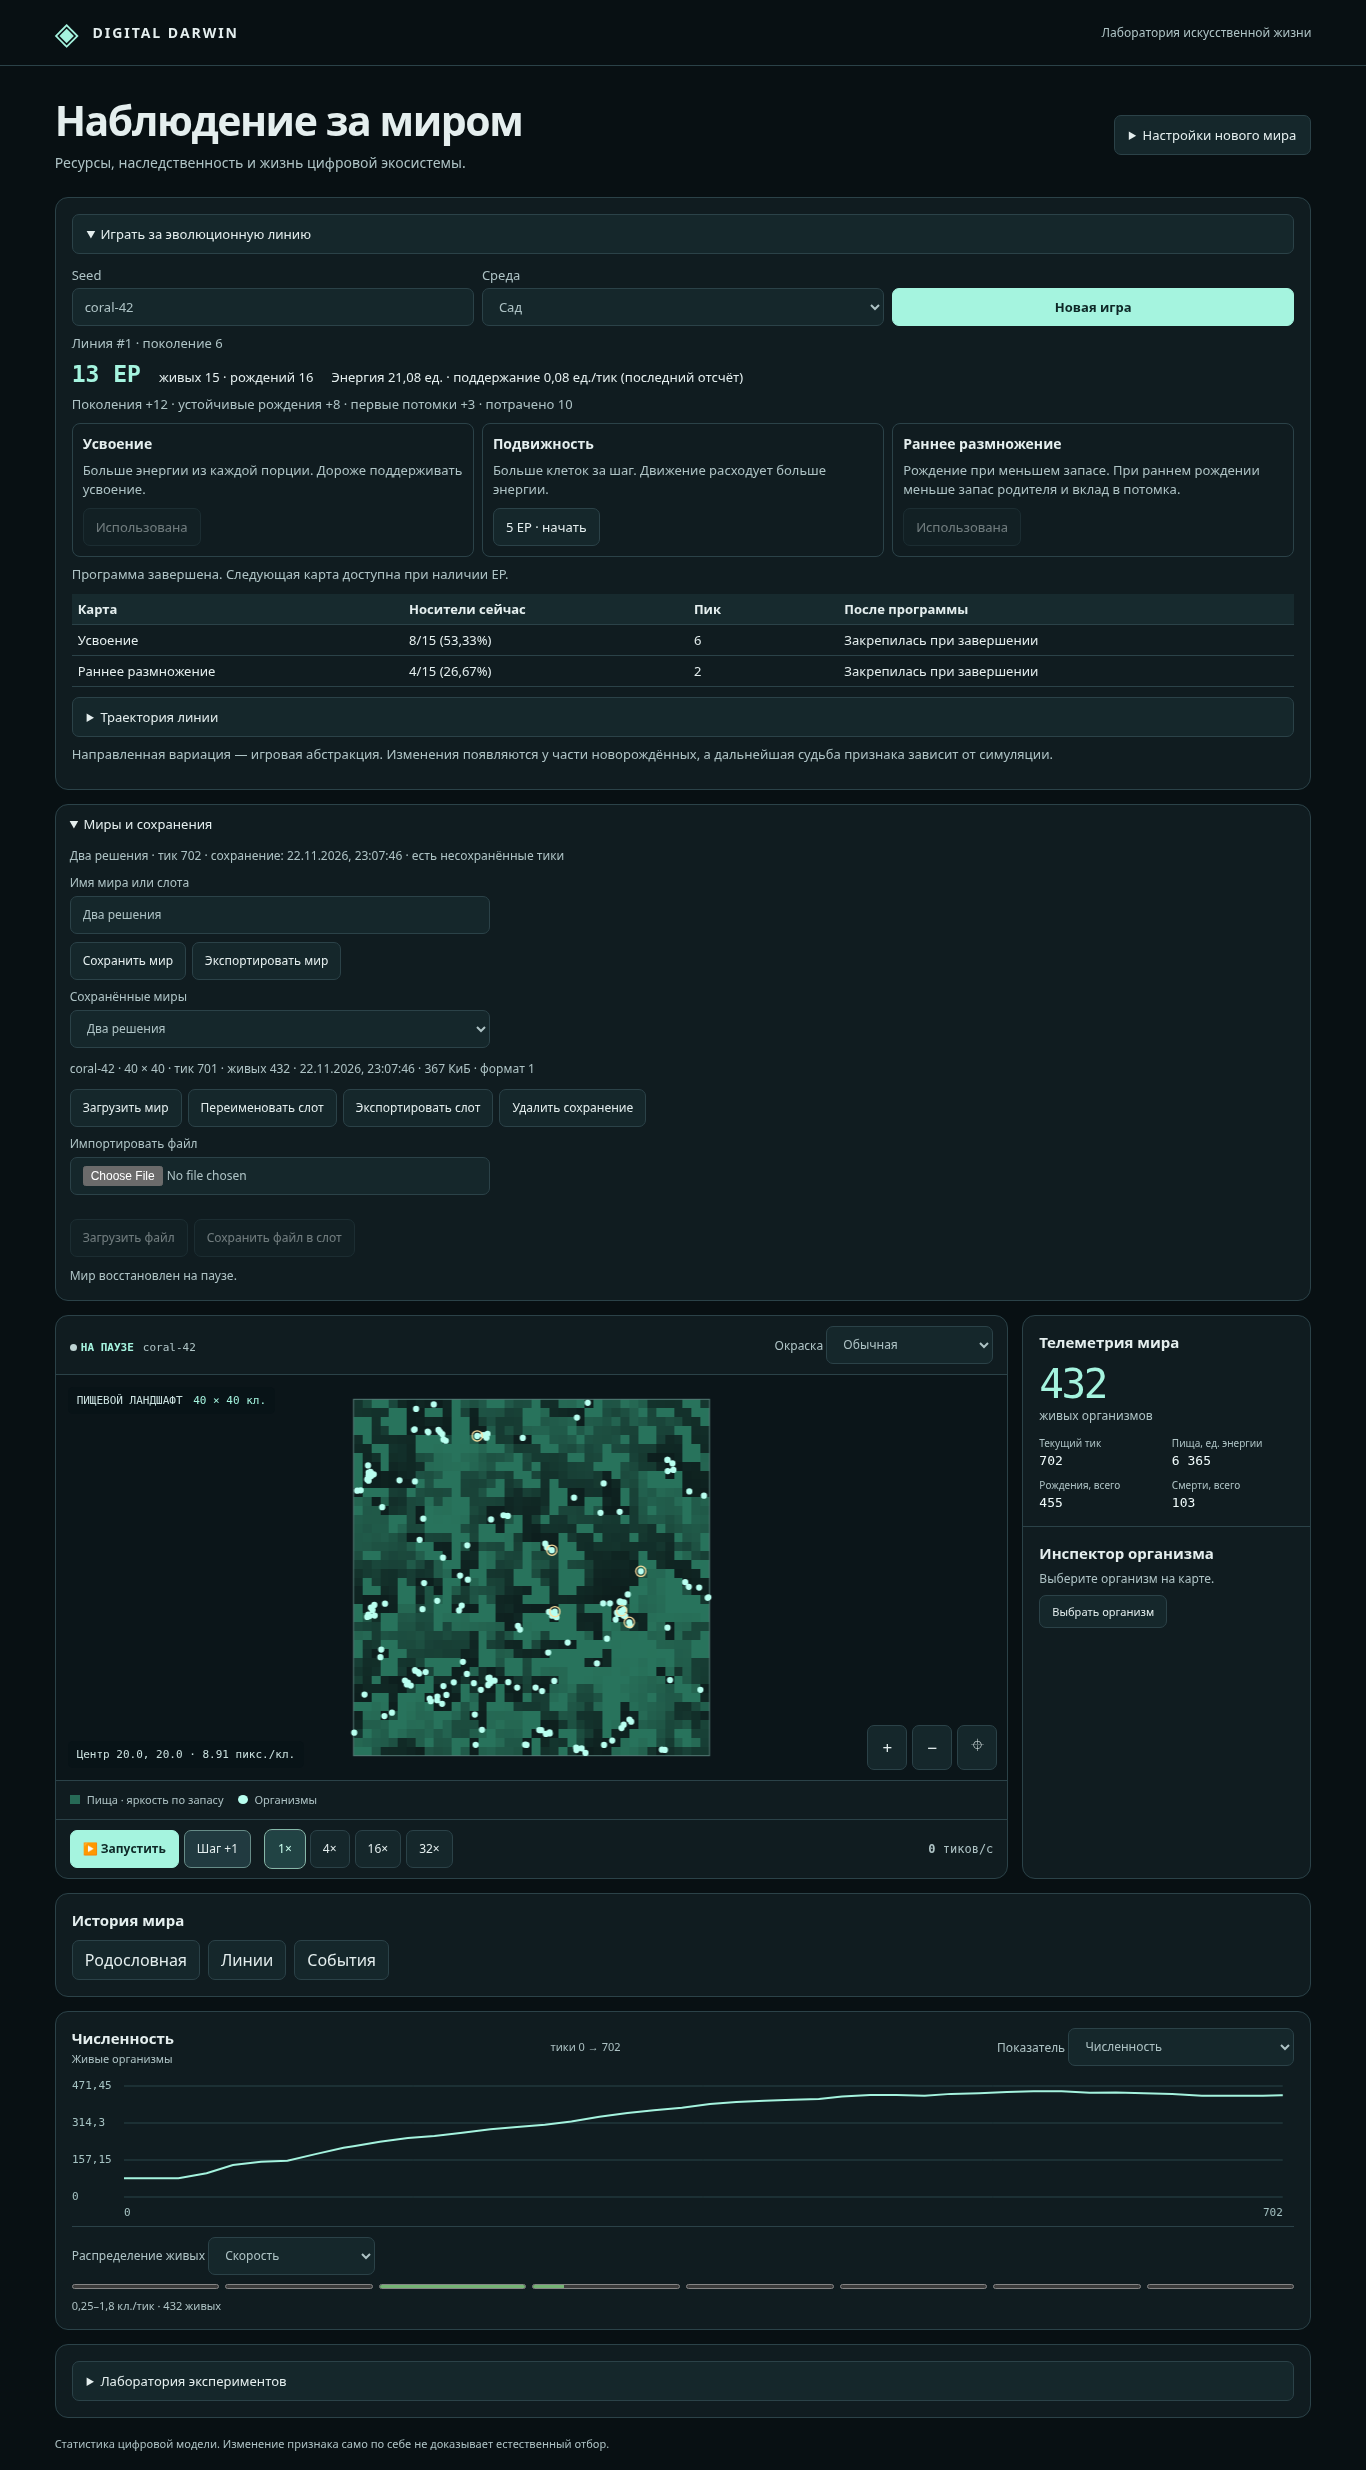 DIGITAL DARWIN
Лаборатория искусственной жизни
Наблюдение за миром
Ресурсы, наследственность и жизнь цифровой экосистемы.
Настройки нового мира
Играть за эволюционную линию
Seed
Среда
coral-42
Сад
Новая игра
Линия #1 · поколение 6
13 EP живых 15 · рождений 16 Энергия 21,08 ед. · поддержание 0,08 ед./тик (последний отсчёт)
Поколения +12 · устойчивые рождения +8 · первые потомки +3 · потрачено 10
Усвоение
Больше энергии из каждой порции. Дороже поддерживать
усвоение.
Использована
Подвижность
Больше клеток за шаг. Движение расходует больше
энергии.
5 EP · начать
Раннее размножение
Рождение при меньшем запасе. При раннем рождении
меньше запас родителя и вклад в потомка.
Использована
Программа завершена. Следующая карта доступна при наличии EP.
Карта Носители сейчас Пик После программы
Усвоение 8/15 (53,33%) 6 Закрепилась при завершении
Раннее размножение 4/15 (26,67%) 2 Закрепилась при завершении
Траектория линии
Направленная вариация — игровая абстракция. Изменения появляются у части новорождённых, а дальнейшая судьба признака зависит от симуляции.
Миры и сохранения
Два решения · тик 702 · сохранение: 22.11.2026, 23:07:46 · есть несохранённые тики
Имя мира или слота
Два решения
Сохранить мир Экспортировать мир
Сохранённые миры
Два решения
coral-42 · 40 × 40 · тик 701 · живых 432 · 22.11.2026, 23:07:46 · 367 КиБ · формат 1
Загрузить мир Переименовать слот Экспортировать слот Удалить сохранение
Импортировать файл
Choose File No file chosen
Загрузить файл Сохранить файл в слот
Мир восстановлен на паузе.
НА ПАУЗЕ coral-42
Окраска Обычная
ПИЩЕВОЙ ЛАНДШАФТ 40 × 40 кл.
Центр 20.0, 20.0 · 8.91 пикс./кл.
+ −
Пища · яркость по запасу Организмы
Запустить Шаг +1 1× 4× 16× 32×
0 тиков/с
Телеметрия мира
432
живых организмов
Текущий тик Пища, ед. энергии
702 6 365
Рождения, всего Смерти, всего
455 103
Инспектор организма
Выберите организм на карте.
Выбрать организм
История мира
Родословная Линии События
Численность
Живые организмы
тики 0 → 702
Показатель Численность
471,45
314,3
157,15
0
0 702
Распределение живых Скорость
0,25–1,8 кл./тик · 432 живых
Лаборатория экспериментов
Статистика цифровой модели. Изменение признака само по себе не доказывает естественный отбор.